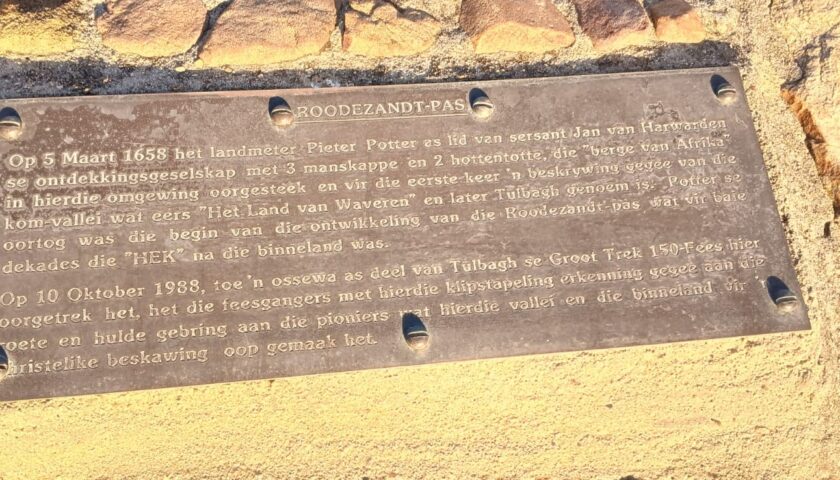 ROODEZANDT-PAS
Op 5 Maart 1658 het landmeter Pieter Potter as lid van sersant Jan van Harwarden
se ontdekkingsgeselskap met 3 manskappe en 2 hottentotte, die "berge van Afrika"
in hierdie omgewing oorgesteek en vir die eerste keer 'n beskrywing gegee van die
kom-vallei wat eers "Het Land van Waveren" en later Tulbagh genoem is. Potter se
oortog was die begin van die ontwikkeling van die Roodezandt-pas wat vir baie
dekades die "HEK" na die binneland was.
Op 10 Oktober 1988, toe 'n ossewa as deel van Tulbagh se Groot Trek 150-Fees hier
oorgetrek het, het die feesgangers met hierdie klipstapeling erkenning gegee aan die
roete en hulde gebring aan die pioniers wat hierdie vallei en die binneland vir
christelike beskawing oop gemaak het.